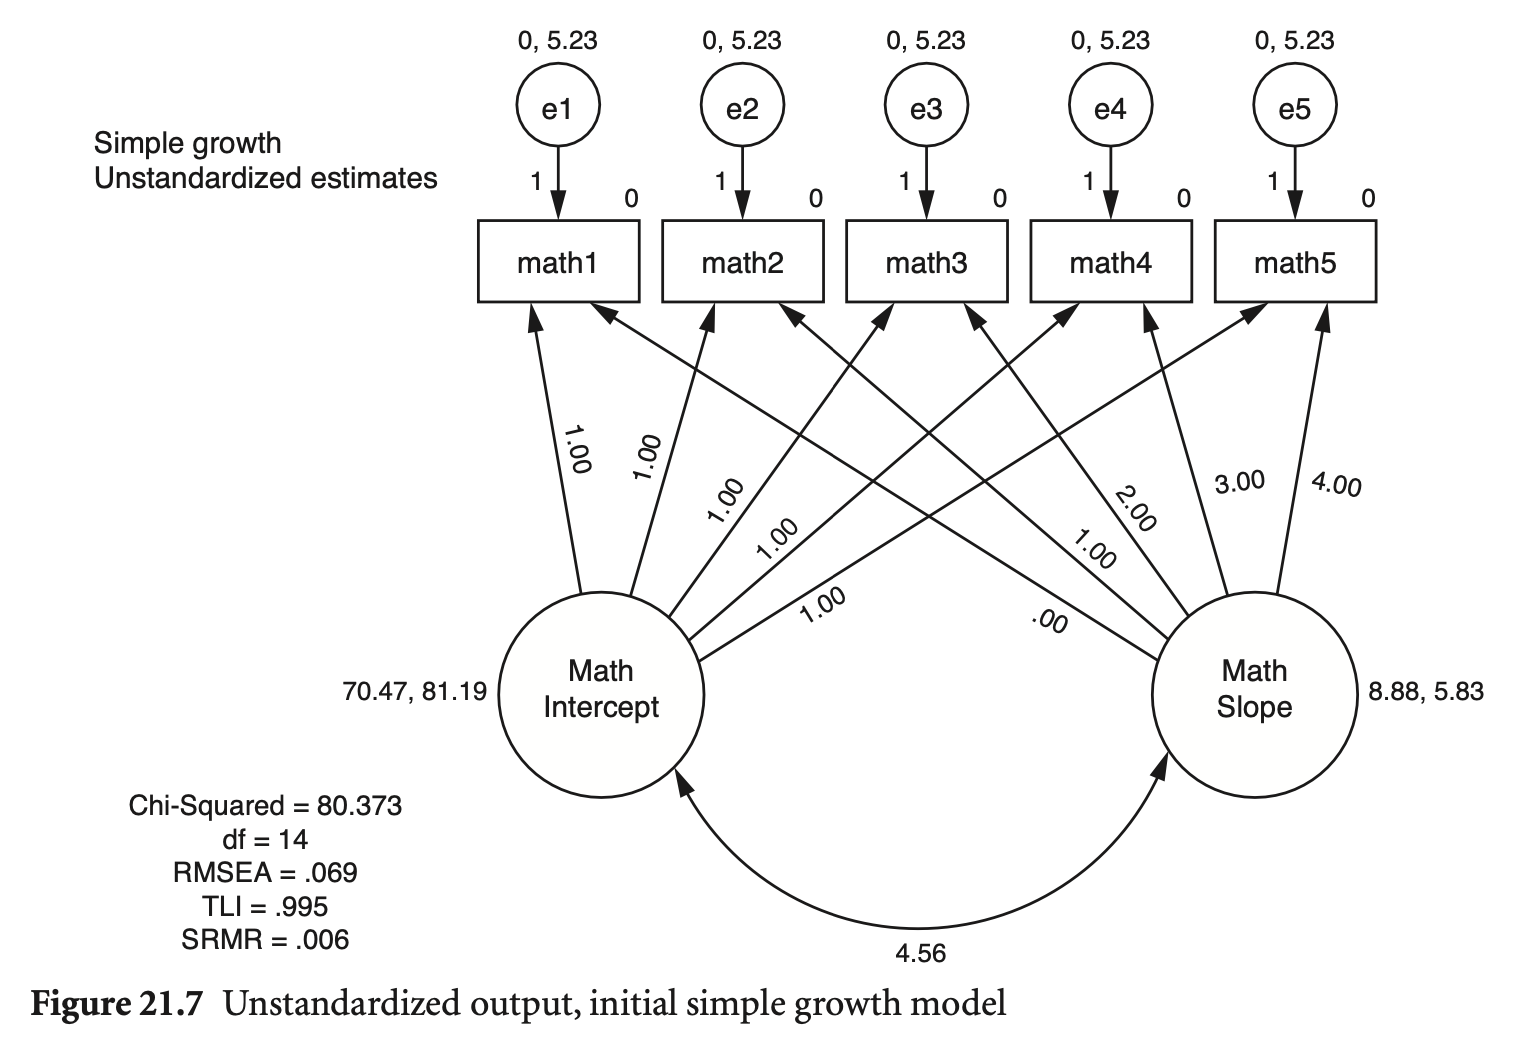 0, 5.23 0, 5.23 0, 5.23 0, 5.23 0, 5.23
e1 e2 e3 e4 e5
Simple growth
Unstandardized estimates
1 1 1 1 1
0 0 0 0 0
math1 math2 math3 math4 math5
1.00
1.00
1.00
1.00
1.00
.00
1.00
2.00
3.00
4.00
Math
Intercept
70.47, 81.19
Math
Slope
8.88, 5.83
4.56
Chi-Squared = 80.373
df = 14
RMSEA = .069
TLI = .995
SRMR = .006
Figure 21.7 Unstandardized output, initial simple growth model